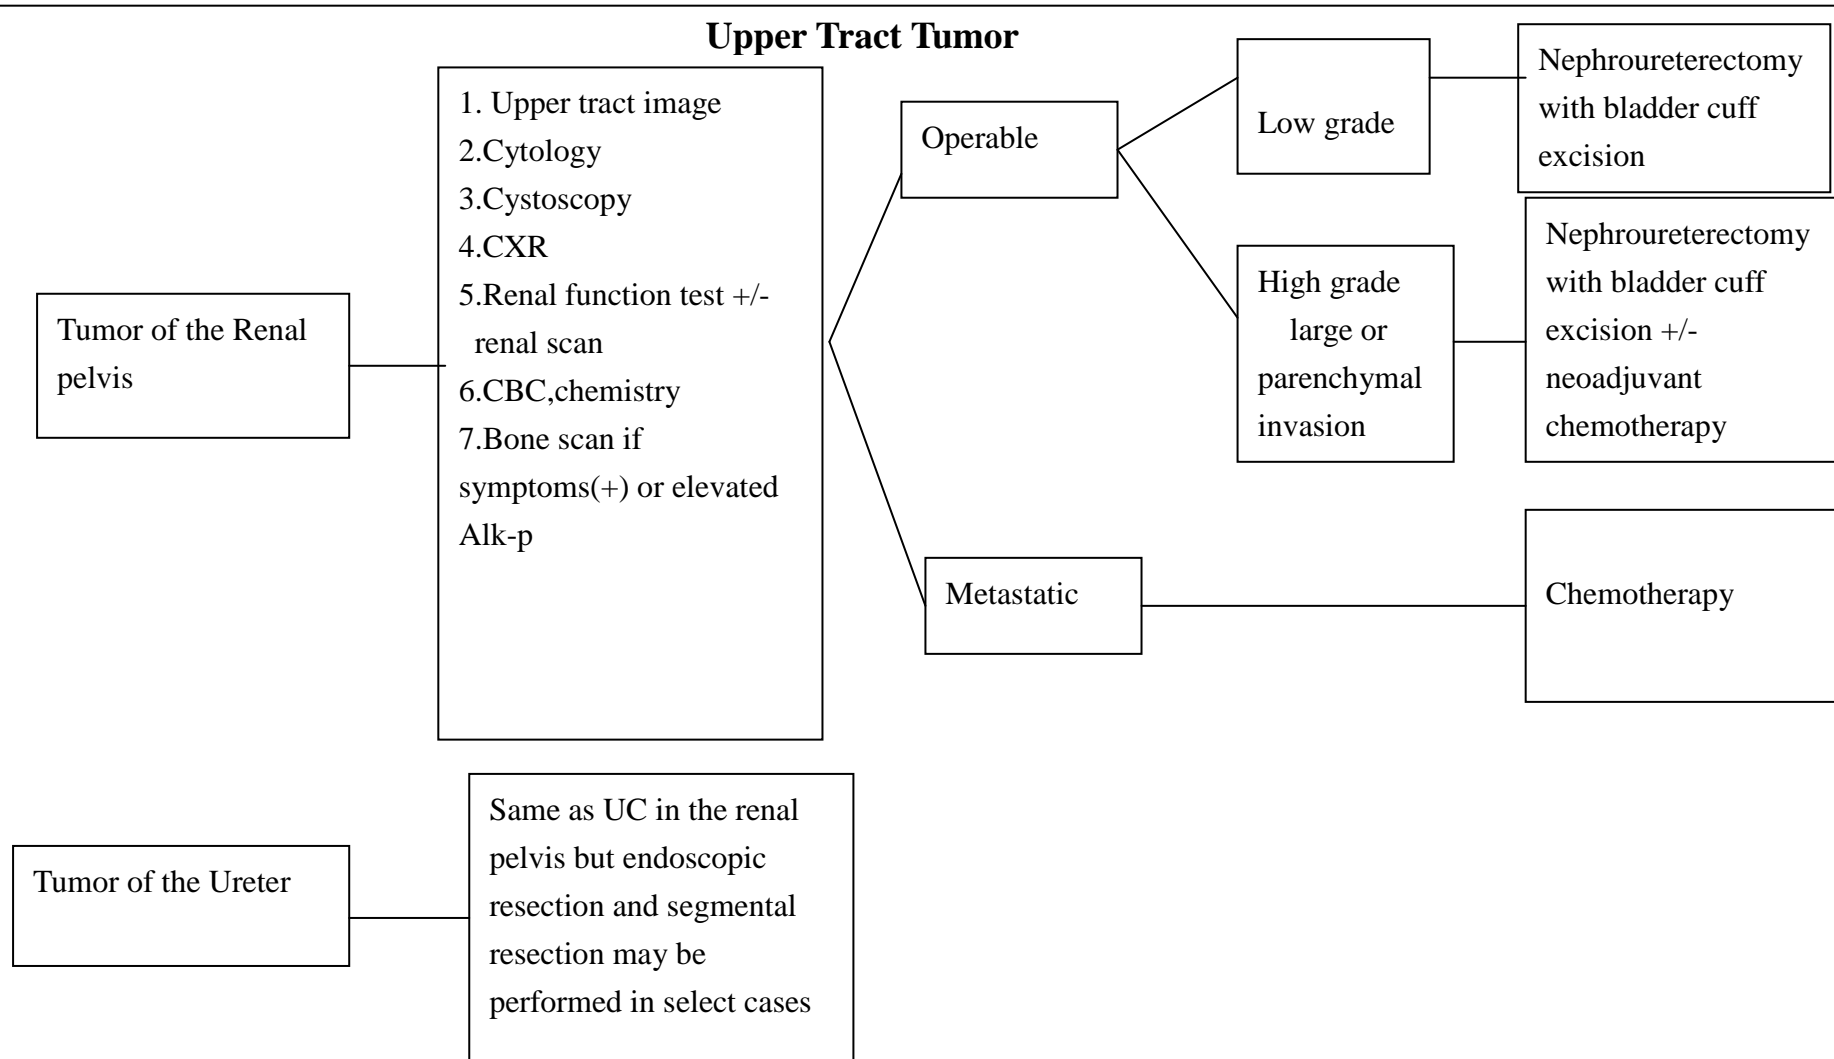 Upper Tract Tumor
Tumor of the Renal
pelvis
1. Upper tract image
2.Cytology
3.Cystoscopy
4.CXR
5.Renal function test +/-
renal scan
6.CBC,chemistry
7.Bone scan if
symptoms(+) or elevated
Alk-p
Operable
Low grade
Nephroureterectomy
with bladder cuff
excision
High grade
large or
parenchymal
invasion
Nephroureterectomy
with bladder cuff
excision +/-
neoadjuvant
chemotherapy
Metastatic
Chemotherapy
Tumor of the Ureter
Same as UC in the renal
pelvis but endoscopic
resection and segmental
resection may be
performed in select cases